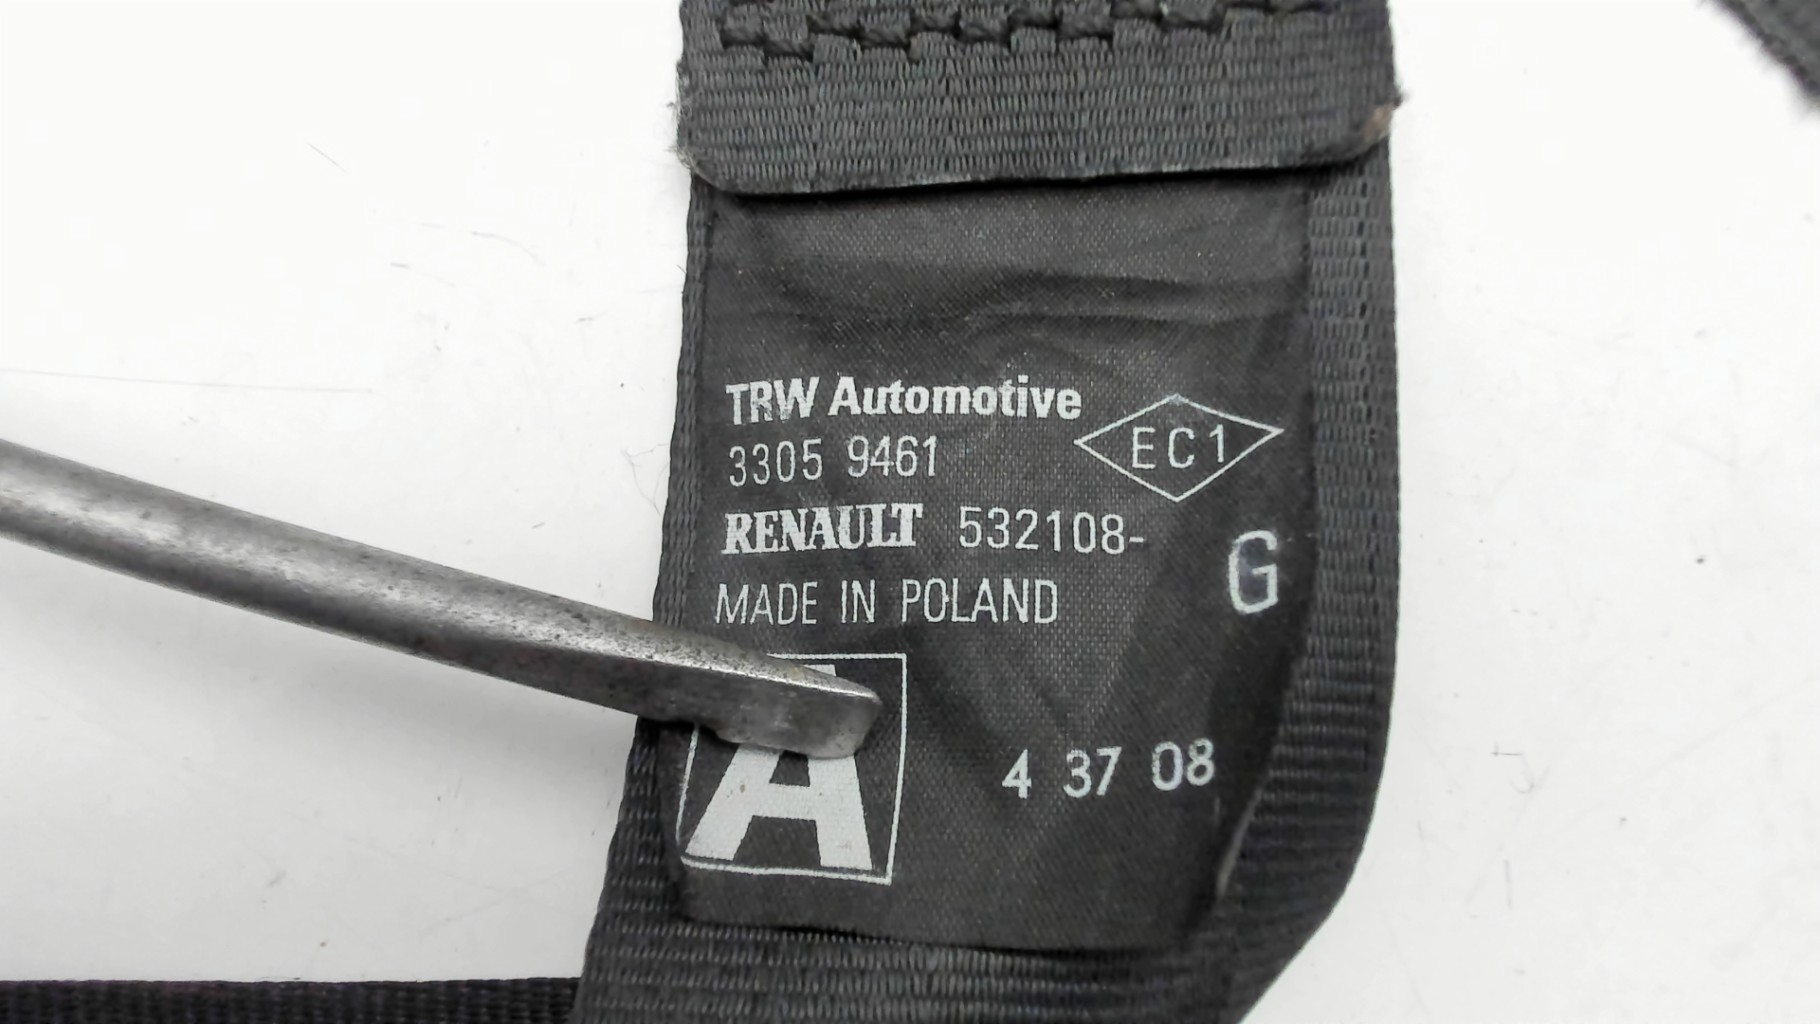 TRW Automotive
3305 9461
EC1
RENAULT 532108-
G
MADE IN POLAND
A
4 37 08